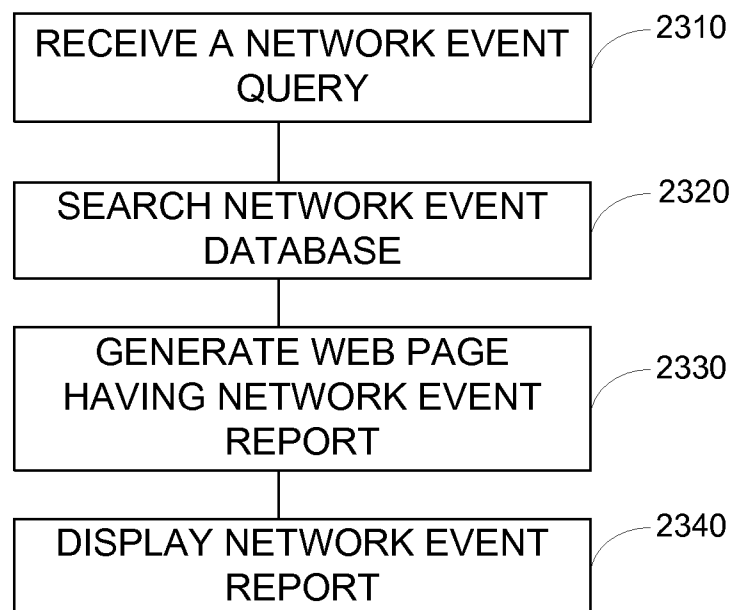 RECEIVE A NETWORK EVENT
QUERY
2310
SEARCH NETWORK EVENT
DATABASE
2320
GENERATE WEB PAGE
HAVING NETWORK EVENT
REPORT
2330
DISPLAY NETWORK EVENT
REPORT
2340